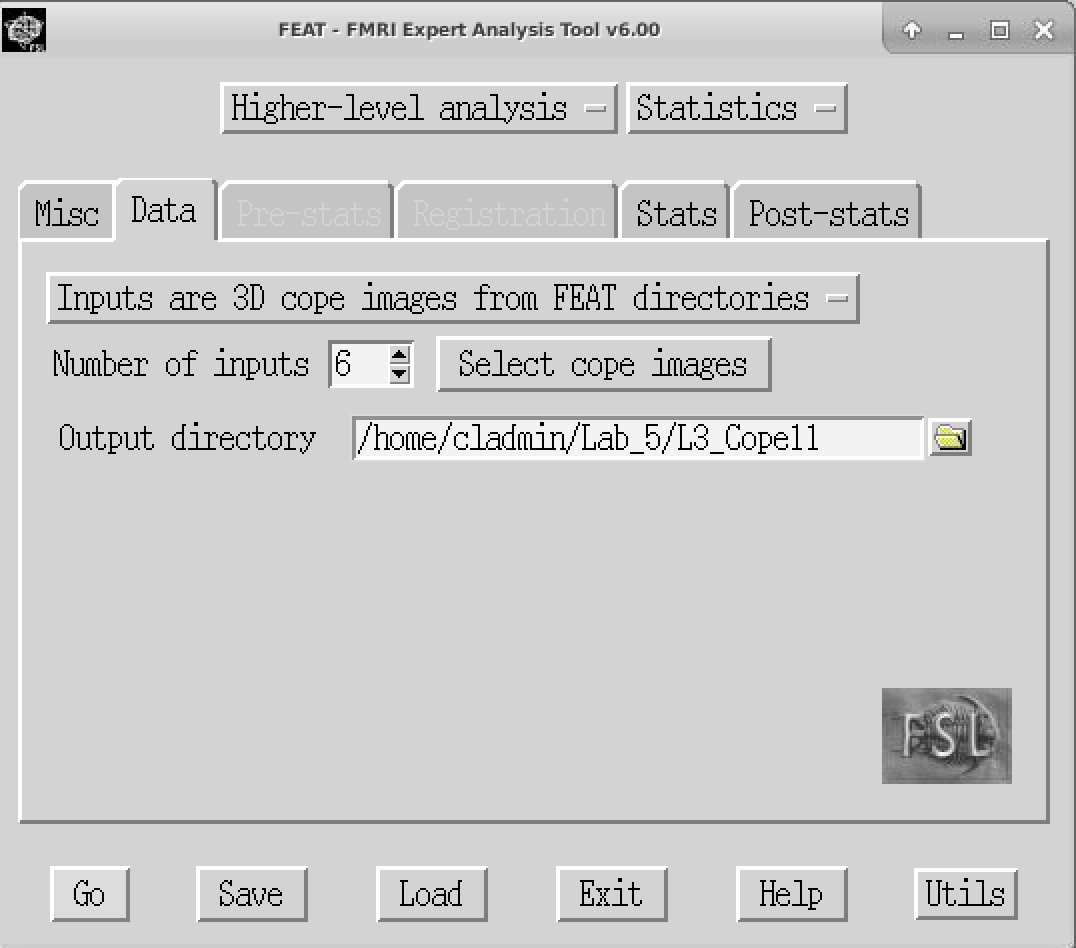 FEAT - FMRI Expert Analysis Tool v6.00
Higher-level analysis Statistics
Misc Data Pre-stats Registration Stats Post-stats
Inputs are 3D cope images from FEAT directories
Number of inputs 6 Select cope images
Output directory /home/cladmin/Lab_5/L3_Cope11
FSL
Go Save Load Exit Help Utils